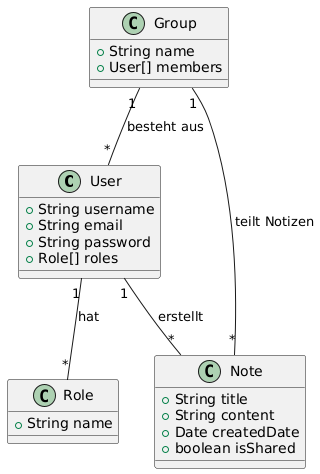 C Group
String name
User[] members
1
1
besteht aus
*
C User
String username
String email
String password
Role[] roles
teilt Notizen
1
1
hat
erstellt
*
*
*
C Role
String name
C Note
String title
String content
Date createdDate
boolean isShared